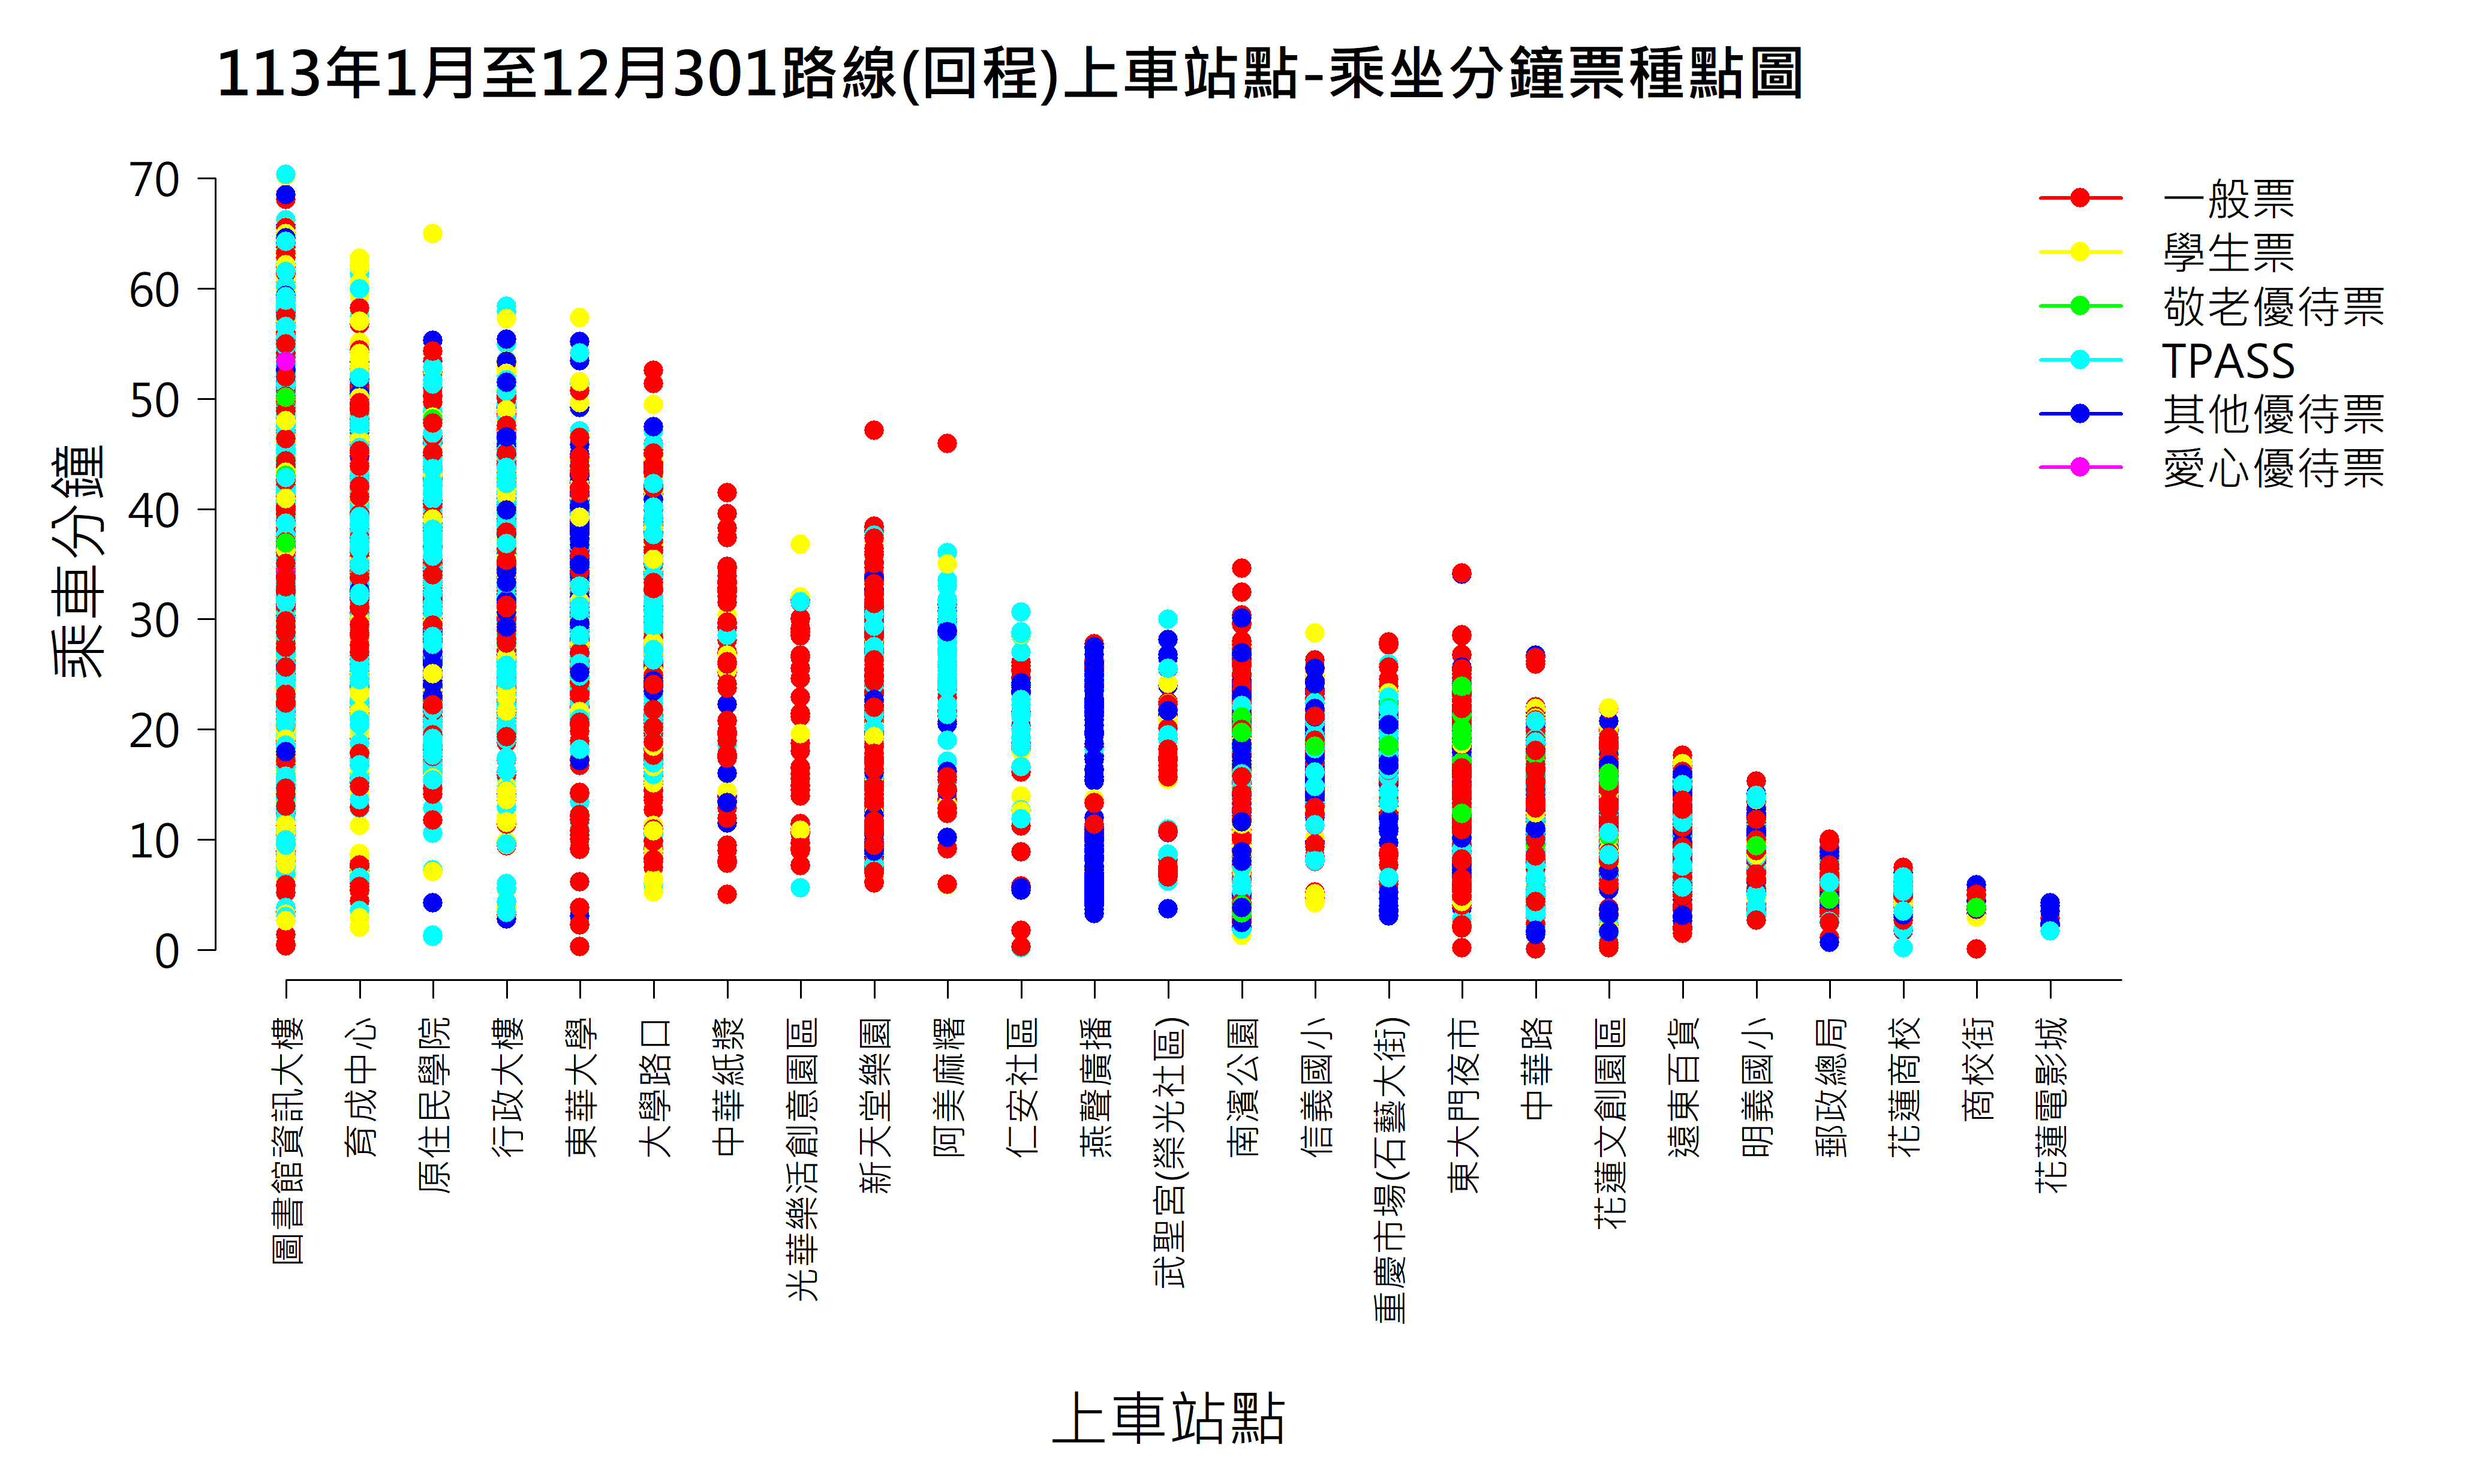 113年1月至12月301路線(回程)上車站點-乘坐分鐘票種點圖
70
60
50
40
30
20
10
0
乘車分鐘
一般票
學生票
敬老優待票
TPASS
其他優待票
愛心優待票
圖書館資訊大樓
育成中心
原住民學院
行政大樓
東華大學
大學路口
中華紙漿
光華樂活創意園區
新天堂樂園
阿美麻糬
仁安社區
燕聲廣播
武聖宮(榮光社區)
南濱公園
信義國小
重慶市場(石藝大街)
東大門夜市
中華路
花蓮文創園區
遠東百貨
明義國小
郵政總局
花蓮商校
商校街
花蓮電影城
上車站點